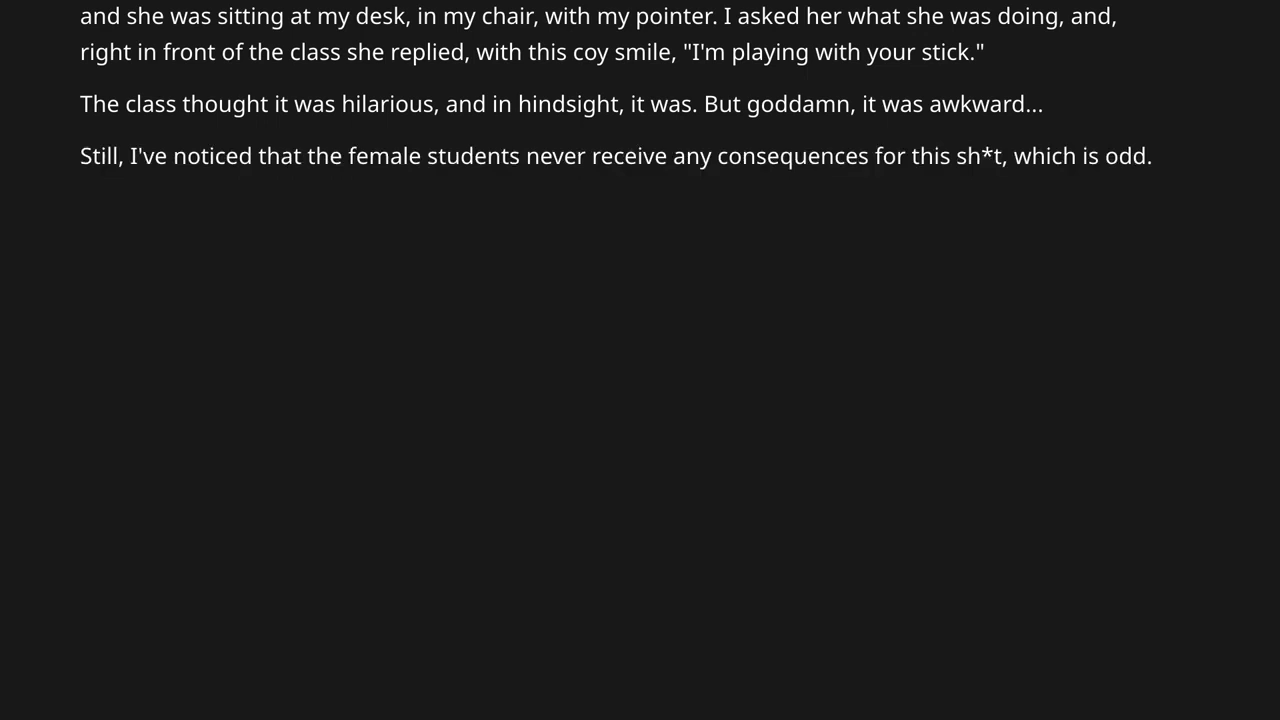 and she was sitting at my desk, in my chair, with my pointer. I asked her what she was doing, and,
right in front of the class she replied, with this coy smile, "I'm playing with your stick."
The class thought it was hilarious, and in hindsight, it was. But goddamn, it was awkward...
Still, I've noticed that the female students never receive any consequences for this sh*t, which is odd.